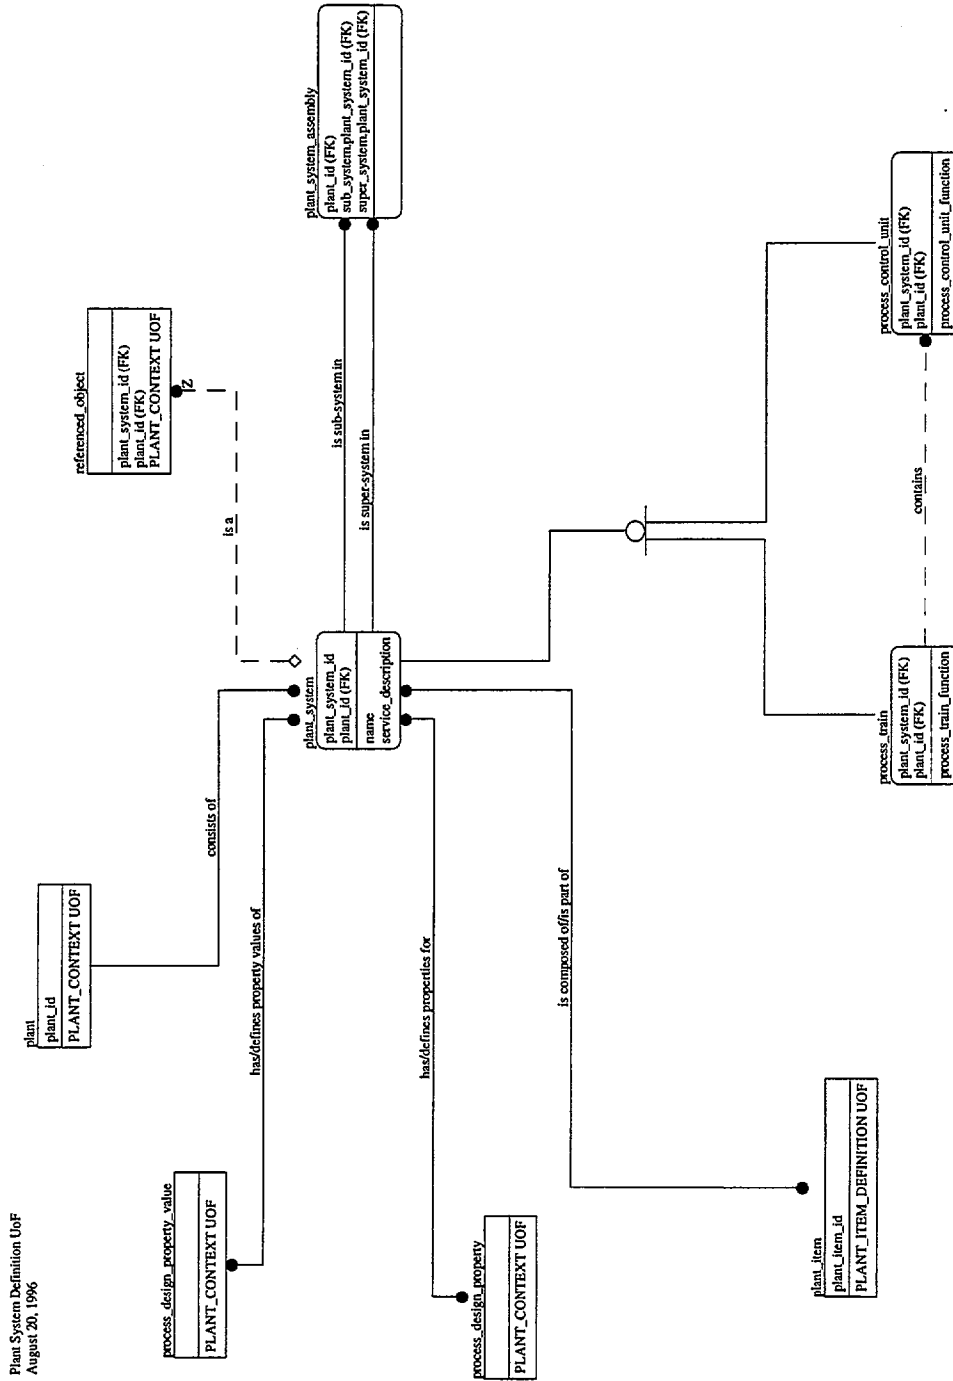 Plant System Definition UoF
August 20, 1996
plant
plant_id
PLANT_CONTEXT UOF
referenced_object
plant_system_id (FK)
plant_id (FK)
PLANT_CONTEXT UOF
Z
is a
consists of
process_design_property_value
PLANT_CONTEXT UOF
has/defines property values of
plant_system
plant_system_id
plant_id (FK)
name
service_description
is sub-system in
is super-system in
plant_system_assembly
plant_id (FK)
sub_system.plant_system_id (FK)
super_system.plant_system_id (FK)
process_design_property
PLANT_CONTEXT UOF
has/defines properties for
is composed of/is part of
plant_item
plant_item_id
PLANT_ITEM_DEFINITION UOF
process_train
plant_system_id (FK)
plant_id (FK)
process_train_function
contains
process_control_unit
plant_system_id (FK)
plant_id (FK)
process_control_unit_function